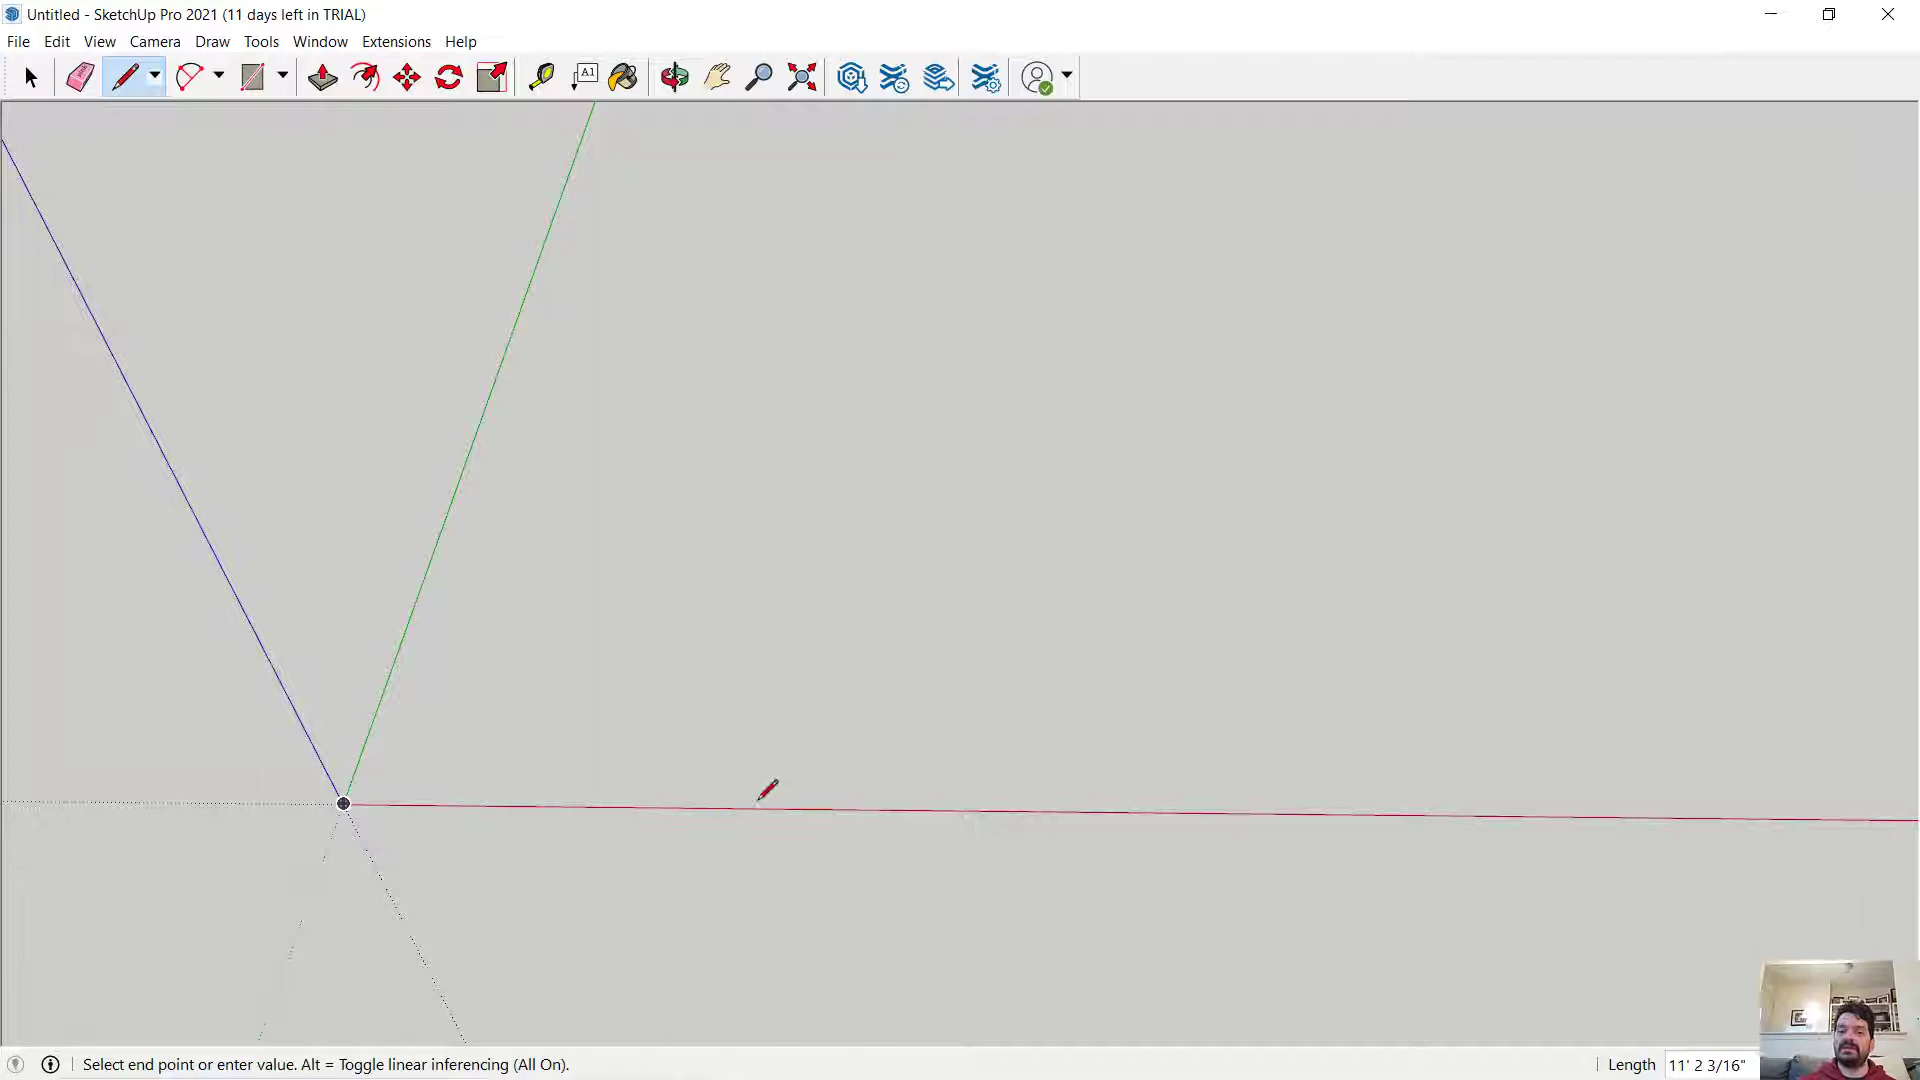 Untitled - SketchUp Pro 2021 (11 days left in TRIAL)
File Edit View Camera Draw Tools Window Extensions Help
A1
Select end point or enter value. Alt = Toggle linear inferencing (All On).
Length 11' 2 3/16"